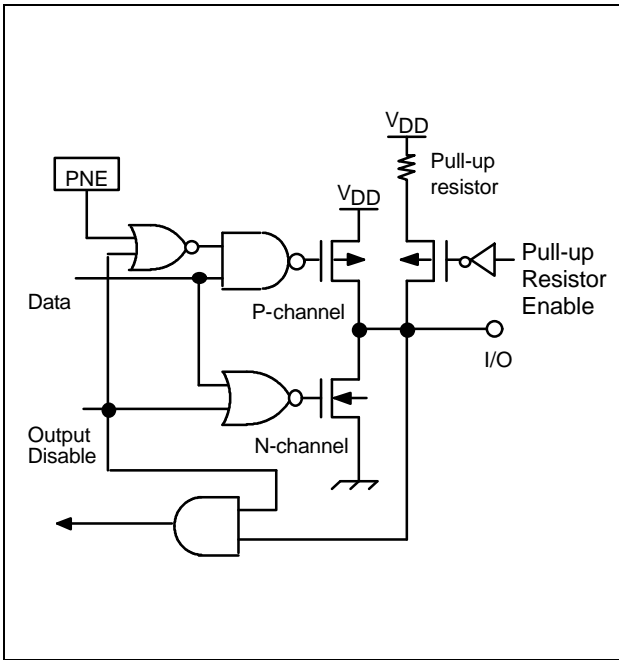 VDD
Pull-up
resistor
PNE
VDD
Pull-up
Resistor
Enable
Data
P-channel
I/O
Output
Disable
N-channel